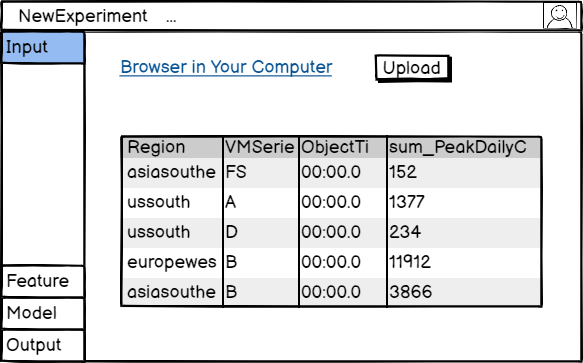 NewExperiment ...
Input
Browser in Your Computer Upload
Region VMSerie ObjectTi sum_PeakDailyC
asiasouthe FS 00:00.0 152
ussouth A 00:00.0 1377
ussouth D 00:00.0 234
europewes B 00:00.0 11912
asiasouthe B 00:00.0 3866
Feature
Model
Output